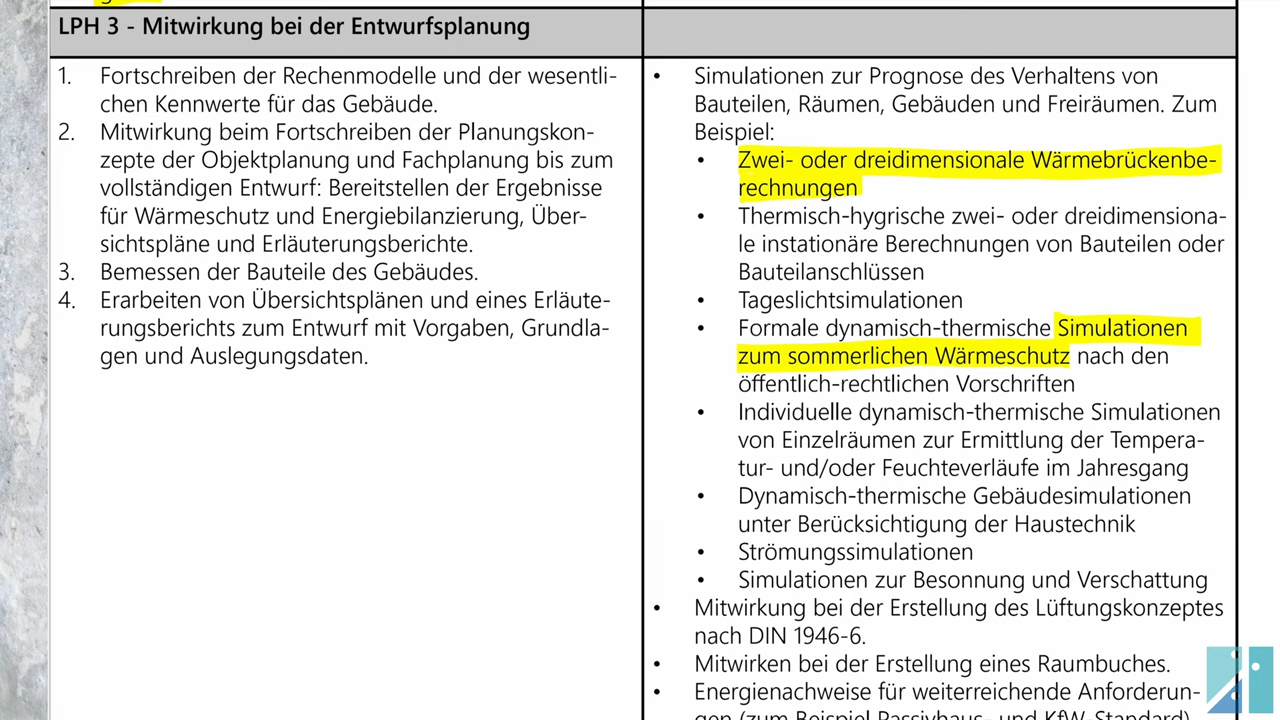 LPH 3 - Mitwirkung bei der Entwurfsplanung
1. Fortschreiben der Rechenmodelle und der wesentli-
chen Kennwerte für das Gebäude.
2. Mitwirkung beim Fortschreiben der Planungskon-
zepte der Objektplanung und Fachplanung bis zum
vollständigen Entwurf: Bereitstellen der Ergebnisse
für Wärmeschutz und Energiebilanzierung, Über-
sichtspläne und Erläuterungsberichte.
3. Bemessen der Bauteile des Gebäudes.
4. Erarbeiten von Übersichtsplänen und eines Erläute-
rungsberichts zum Entwurf mit Vorgaben, Grundla-
gen und Auslegungsdaten.
• Simulationen zur Prognose des Verhaltens von
Bauteilen, Räumen, Gebäuden und Freiräumen. Zum
Beispiel:
• Zwei- oder dreidimensionale Wärmebrückenbe-
rechnungen
• Thermisch-hygrische zwei- oder dreidimensiona-
le instationäre Berechnungen von Bauteilen oder
Bauteilanschlüssen
• Tageslichtsimulationen
• Formale dynamisch-thermische Simulationen
zum sommerlichen Wärmeschutz nach den
öffentlich-rechtlichen Vorschriften
• Individuelle dynamisch-thermische Simulationen
von Einzelräumen zur Ermittlung der Tempera-
tur- und/oder Feuchteverläufe im Jahresgang
• Dynamisch-thermische Gebäudesimulationen
unter Berücksichtigung der Haustechnik
• Strömungssimulationen
• Simulationen zur Besonnung und Verschattung
• Mitwirkung bei der Erstellung des Lüftungskonzeptes
nach DIN 1946-6.
• Mitwirken bei der Erstellung eines Raumbuches.
• Energienachweise für weiterreichende Anforderun-
gen (zum Beispiel Passivhaus- und KfW-Standard)